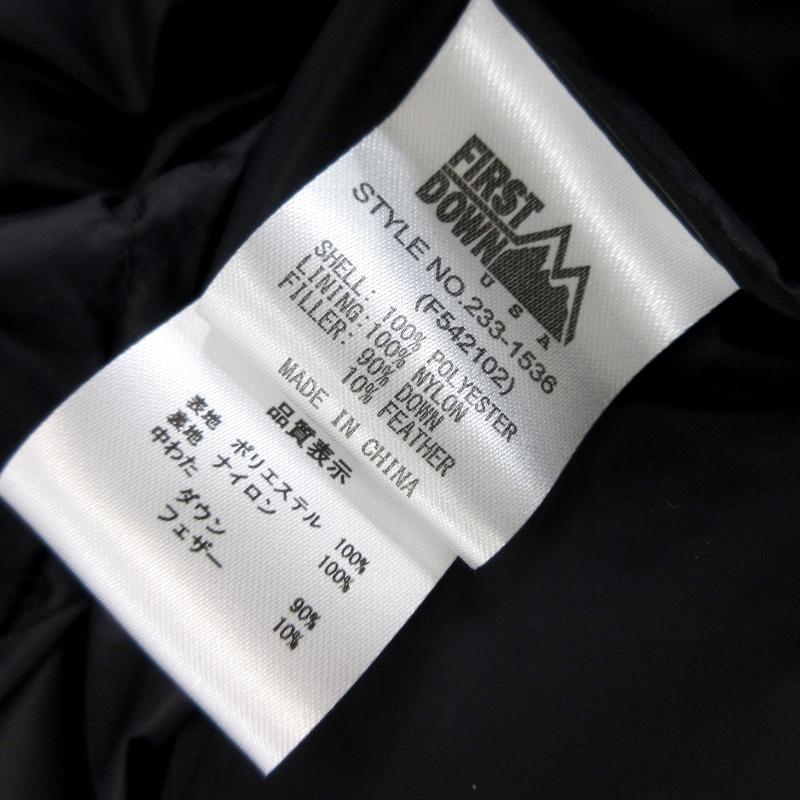 FIRST
DOWN
USA
STYLE NO.233-1536
(F542102)
SHELL: 100% POLYESTER
LINING:100% NYLON
FILLER: 90% DOWN
10% FEATHER
MADE IN CHINA
品質表示
表地 ポリエステル 100%
裏地 ナイロン 100%
中わた
ダウン 90%
フェザー 10%